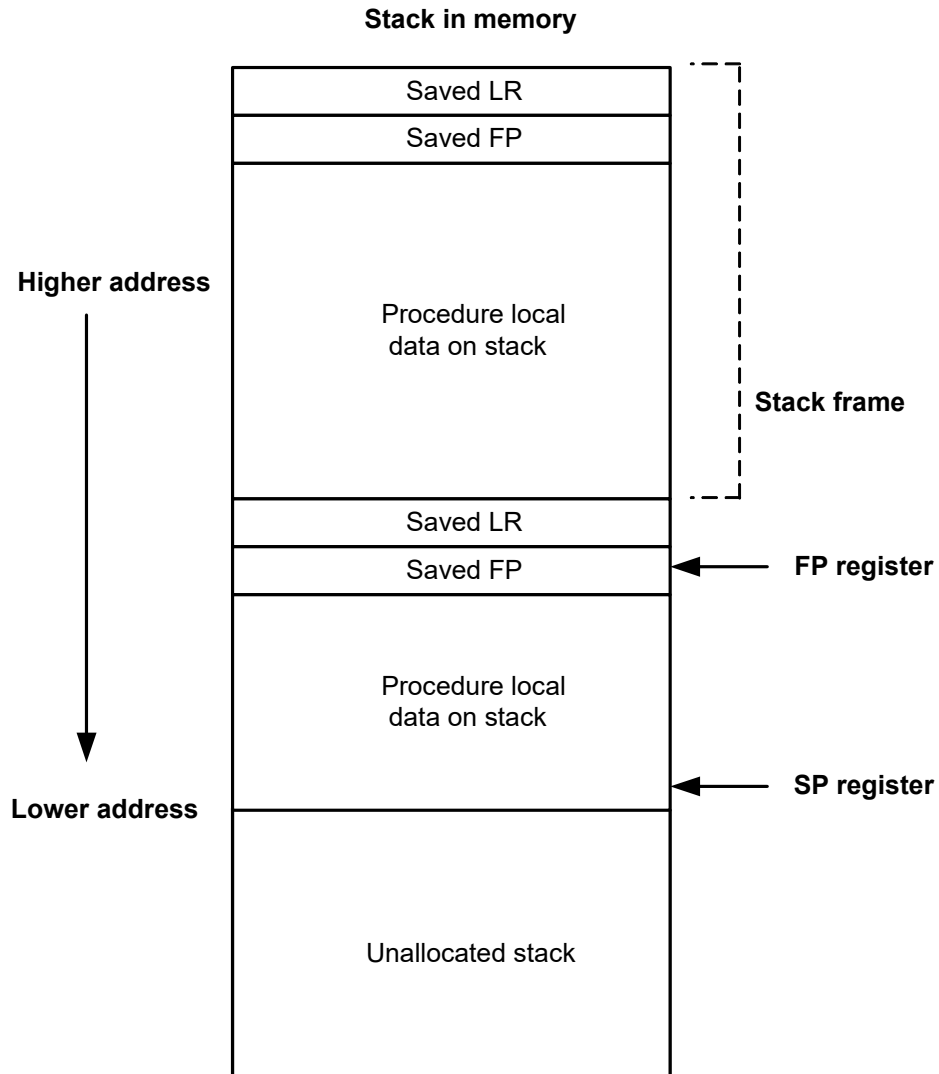 Stack in memory
Saved LR
Saved FP
Higher address
Procedure local
data on stack
Stack frame
Saved LR
Saved FP
FP register
Procedure local
data on stack
SP register
Lower address
Unallocated stack